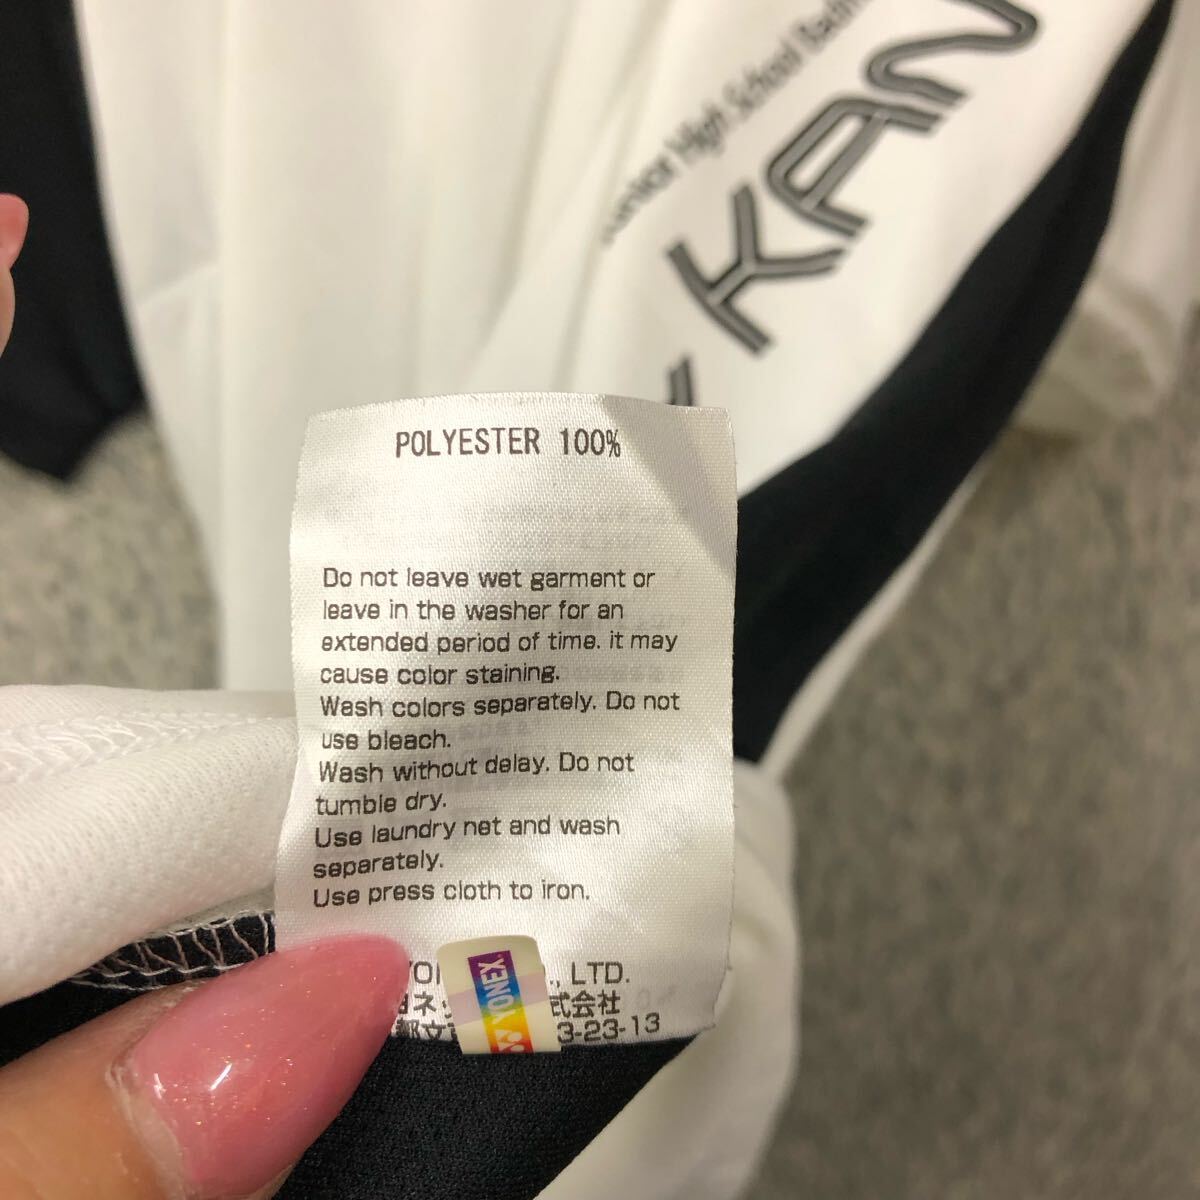 Junior High School
KAN
POLYESTER 100%
Do not leave wet garment or
leave in the washer for an
extended period of time. it may
cause color staining.
Wash colors separately. Do not
use bleach.
Wash without delay. Do not
tumble dry.
Use laundry net and wash
separately.
Use press cloth to iron.
., LTD.
式会社
3-23-13
YONEX